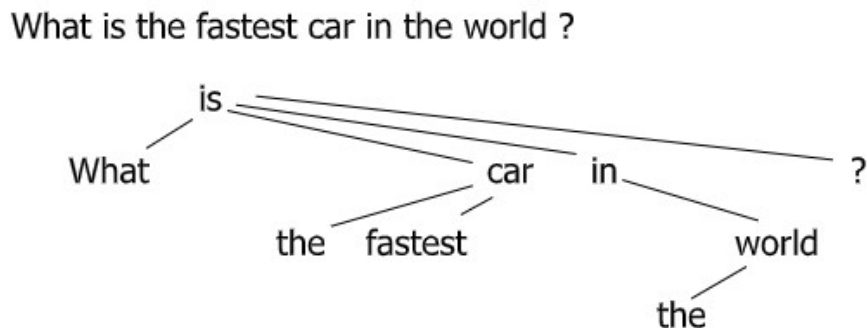 What is the fastest car in the world ?
is
What car in ?
the fastest world
the